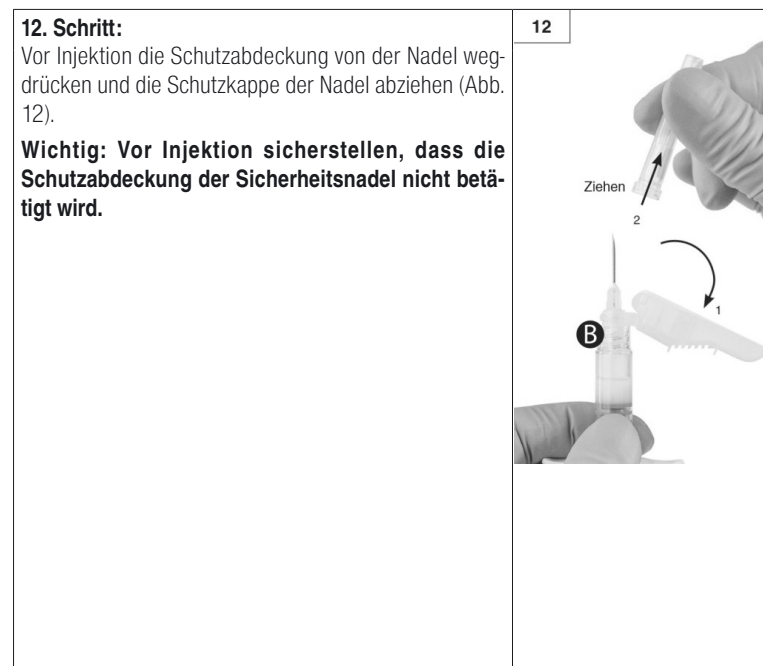 12. Schritt:
Vor Injektion die Schutzabdeckung von der Nadel weg-
drücken und die Schutzkappe der Nadel abziehen (Abb.
12).
Wichtig: Vor Injektion sicherstellen, dass die
Schutzabdeckung der Sicherheitsnadel nicht betä-
tigt wird.
12
Ziehen
2
1
B